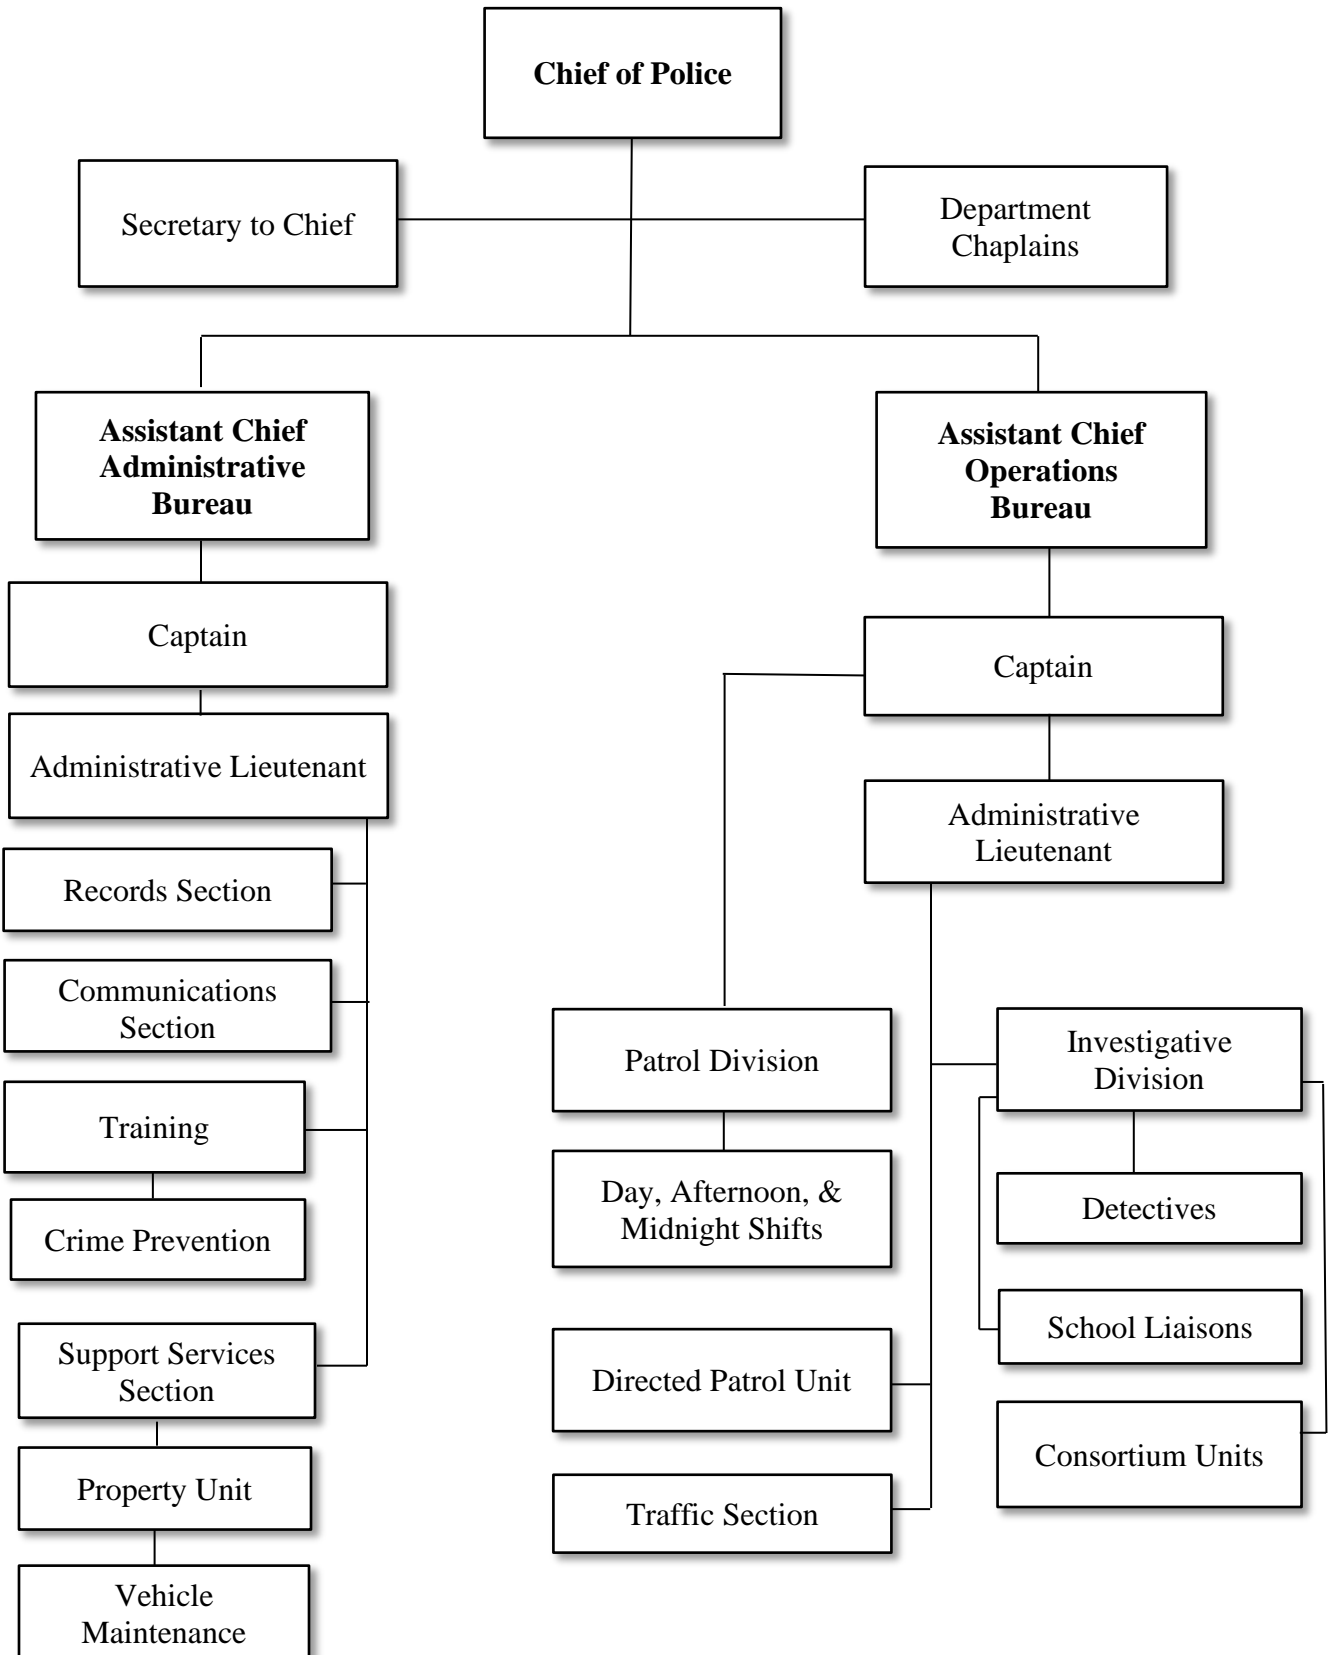 Chief of Police
Secretary to Chief
Department
Chaplains
Assistant Chief
Administrative
Bureau
Assistant Chief
Operations
Bureau
Captain
Captain
Administrative Lieutenant
Administrative
Lieutenant
Records Section
Communications
Section
Training
Crime Prevention
Support Services
Section
Property Unit
Vehicle
Maintenance
Patrol Division
Day, Afternoon, &
Midnight Shifts
Directed Patrol Unit
Traffic Section
Investigative
Division
Detectives
School Liaisons
Consortium Units